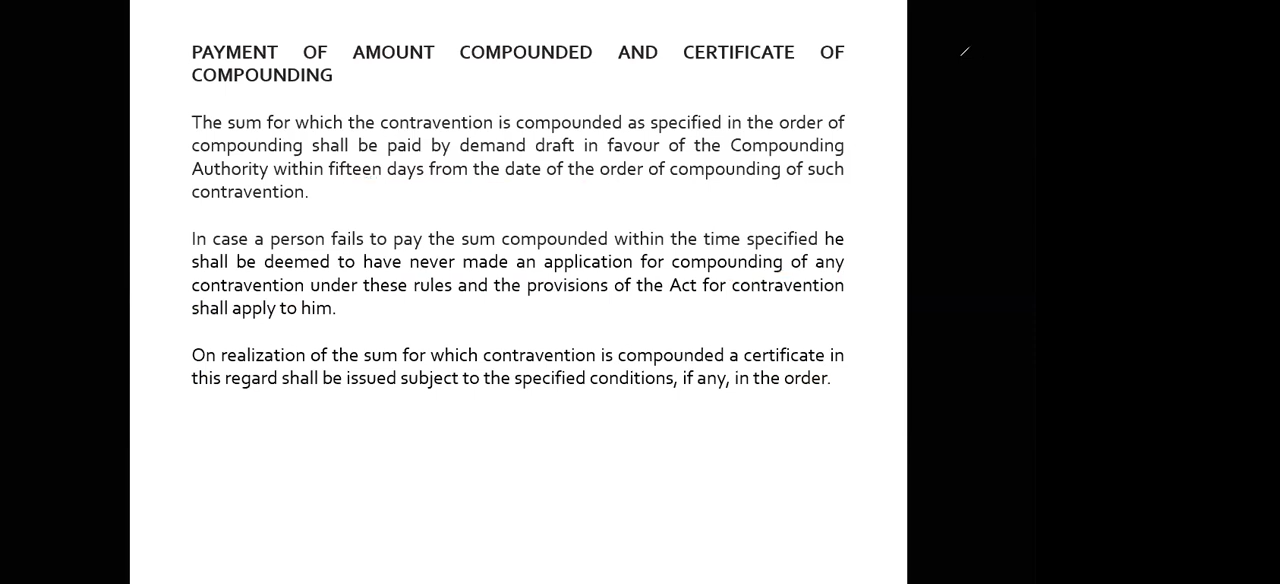 PAYMENT OF AMOUNT COMPOUNDED AND CERTIFICATE OF
COMPOUNDING
The sum for which the contravention is compounded as specified in the order of
compounding shall be paid by demand draft in favour of the Compounding
Authority within fifteen days from the date of the order of compounding of such
contravention.
In case a person fails to pay the sum compounded within the time specified he
shall be deemed to have never made an application for compounding of any
contravention under these rules and the provisions of the Act for contravention
shall apply to him.
On realization of the sum for which contravention is compounded a certificate in
this regard shall be issued subject to the specified conditions, if any, in the order.